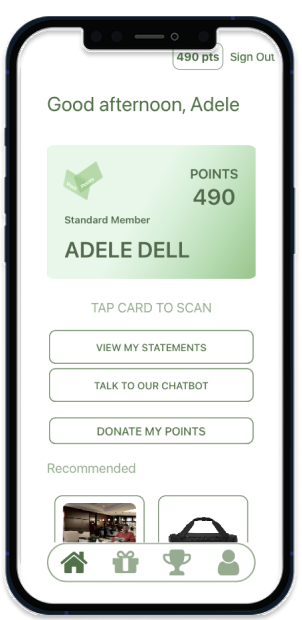 490 pts Sign Out
Good afternoon, Adele
POINTS
490
Standard Member
ADELE DELL
TAP CARD TO SCAN
VIEW MY STATEMENTS
TALK TO OUR CHATBOT
DONATE MY POINTS
Recommended